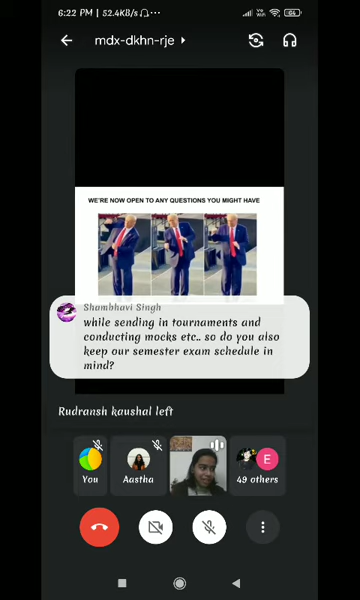 6:22 PM | 52.4KB/s
mdx-dkhn-rje
WE'RE NOW OPEN TO ANY QUESTIONS YOU MIGHT HAVE
Shambhavi Singh
while sending in tournaments and
conducting mocks etc.. so do you also
keep our semester exam schedule in
mind?
Rudransh kaushal left
E
You
Aastha
49 others